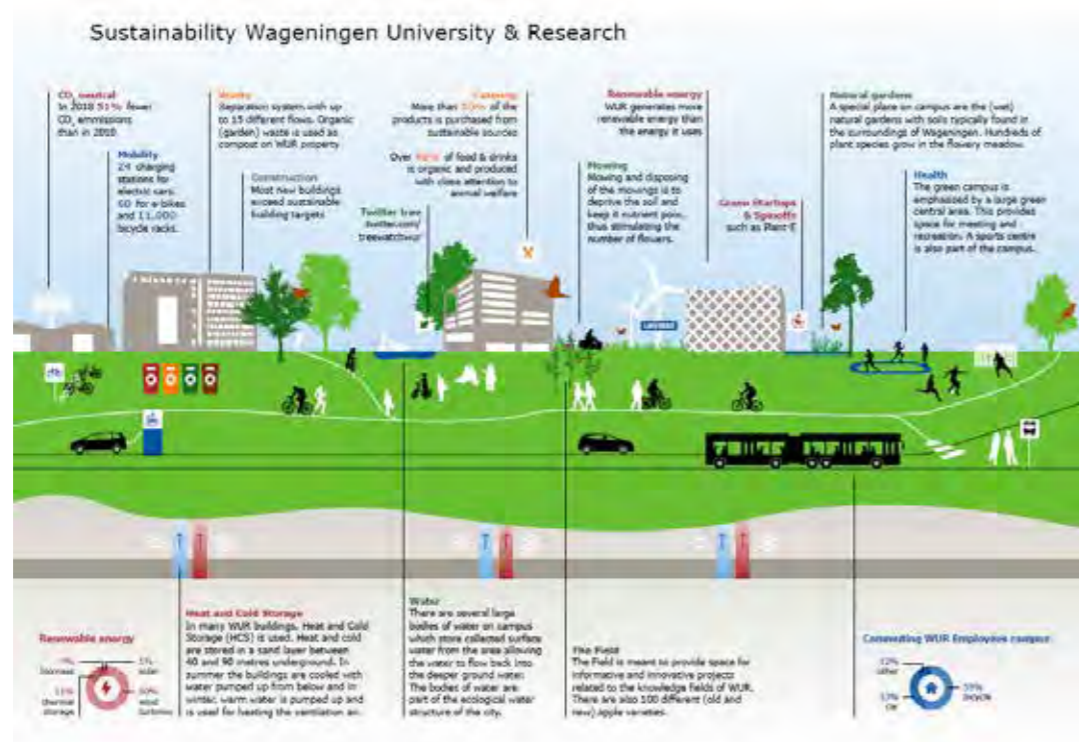 Sustainability Wageningen University & Research
CO₂ neutral
In 2018 51% fewer
CO₂ emmissions
than in 2010
Mobility
24 charging
stations for
electric cars,
60 for e-bikes
and 11,000
bicycle racks.
Separation system with up
to 15 different flows. Organic
(garden) waste is used as
compost on WUR property
Construction
Most new buildings
exceed sustainable
building targets
Catering
More than of the
products is purchased from
sustainable sources
Over of food & drinks
is organic and produced
with close attention to
animal welfare
Twitter tree
twitter.com/
treewatchwur
Renewable energy
WUR generates more
renewable energy than
the energy it uses
Mowing
Mowing and disposing
of the mowings is to
deprive the soil and
keep it nutrient poor,
thus stimulating the
number of flowers.
Green Startups
& Spinoffs
such as Plant-E
Natural gardens
A special place on campus are the (wet)
natural gardens with soils typically found in
the surroundings of Wageningen. Hundreds of
plant species grow in the flowery meadow.
Health
The green campus is
emphasized by a large green
central area. This provides
space for meeting and
recreation. A sports centre
is also part of the campus.
Heat and Cold Storage
In many WUR buildings, Heat and Cold
Storage (HCS) is used. Heat and cold
are stored in a sand layer between
40 and 90 metres underground. In
summer the buildings are cooled with
water pumped up from below and in
winter, warm water is pumped up and
is used for heating the ventilation air.
Water
There are several large
bodies of water on campus
which store collected surface
water from the area allowing
the water to flow back into
the deeper ground water.
The bodies of water are
part of the ecological water
structure of the city.
The Field
The Field is meant to provide space for
informative and innovative projects
related to the knowledge fields of WUR.
There are also 100 different (old and
new) apple varieties.
Renewable energy
biomass
solar
thermal
storage
wind
turbines
Commuting WUR Employees campus
other
car
bicycle